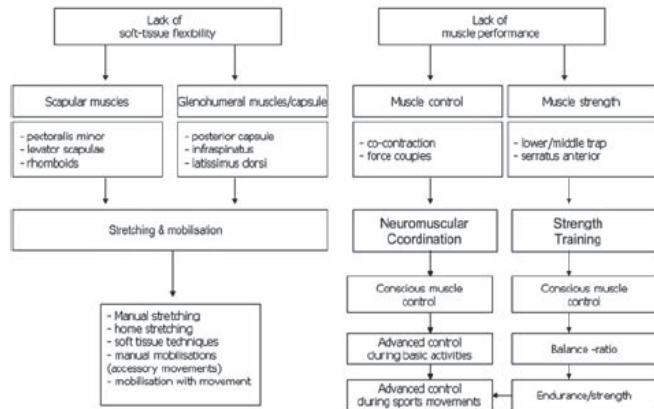 Lack of
soft-tissue flexibility
Lack of
muscle performance
Scapular muscles
Glenohumeral muscles/capsule
Muscle control
Muscle strength
- pectoralis minor
- levator scapulae
- rhomboids
- posterior capsule
- infraspinatus
- latissimus dorsi
- co-contraction
- force couples
- lower/middle trap
- serratus anterior
Stretching & mobilisation
Neuromuscular
Coordination
Strength
Training
Conscious muscle
control
Conscious muscle
control
- Manual stretching
- home stretching
- soft tissue techniques
- manual mobilisations
(accessory movements)
- mobilisation with movement
Advanced control
during basic activities
Balance -ratio
Advanced control
during sports movements
Endurance/strength